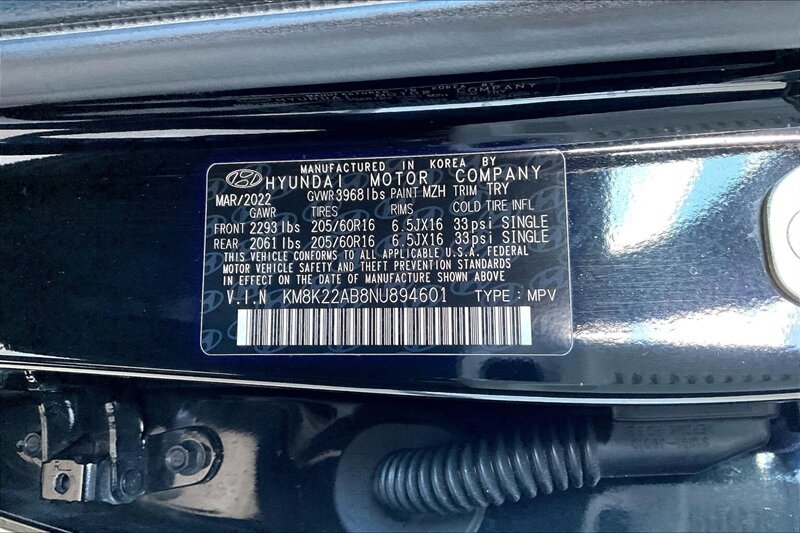 MANUFACTURED IN KOREA BY
HYUNDAI MOTOR COMPANY
MAR/2022 GVWR 3968lbs PAINT MZH TRIM TRY
GAWR TIRES RIMS COLD TIRE INFL
FRONT 2293 lbs 205/60R16 6.5JX16 33psi SINGLE
REAR 2061 lbs 205/60R16 6.5JX16 33psi SINGLE
THIS VEHICLE CONFORMS TO ALL APPLICABLE U.S.A. FEDERAL
MOTOR VEHICLE SAFETY AND THEFT PREVENTION STANDARDS
IN EFFECT ON THE DATE OF MANUFACTURE SHOWN ABOVE.
V.I.N KM8K22AB8NU894601 TYPE : MPV